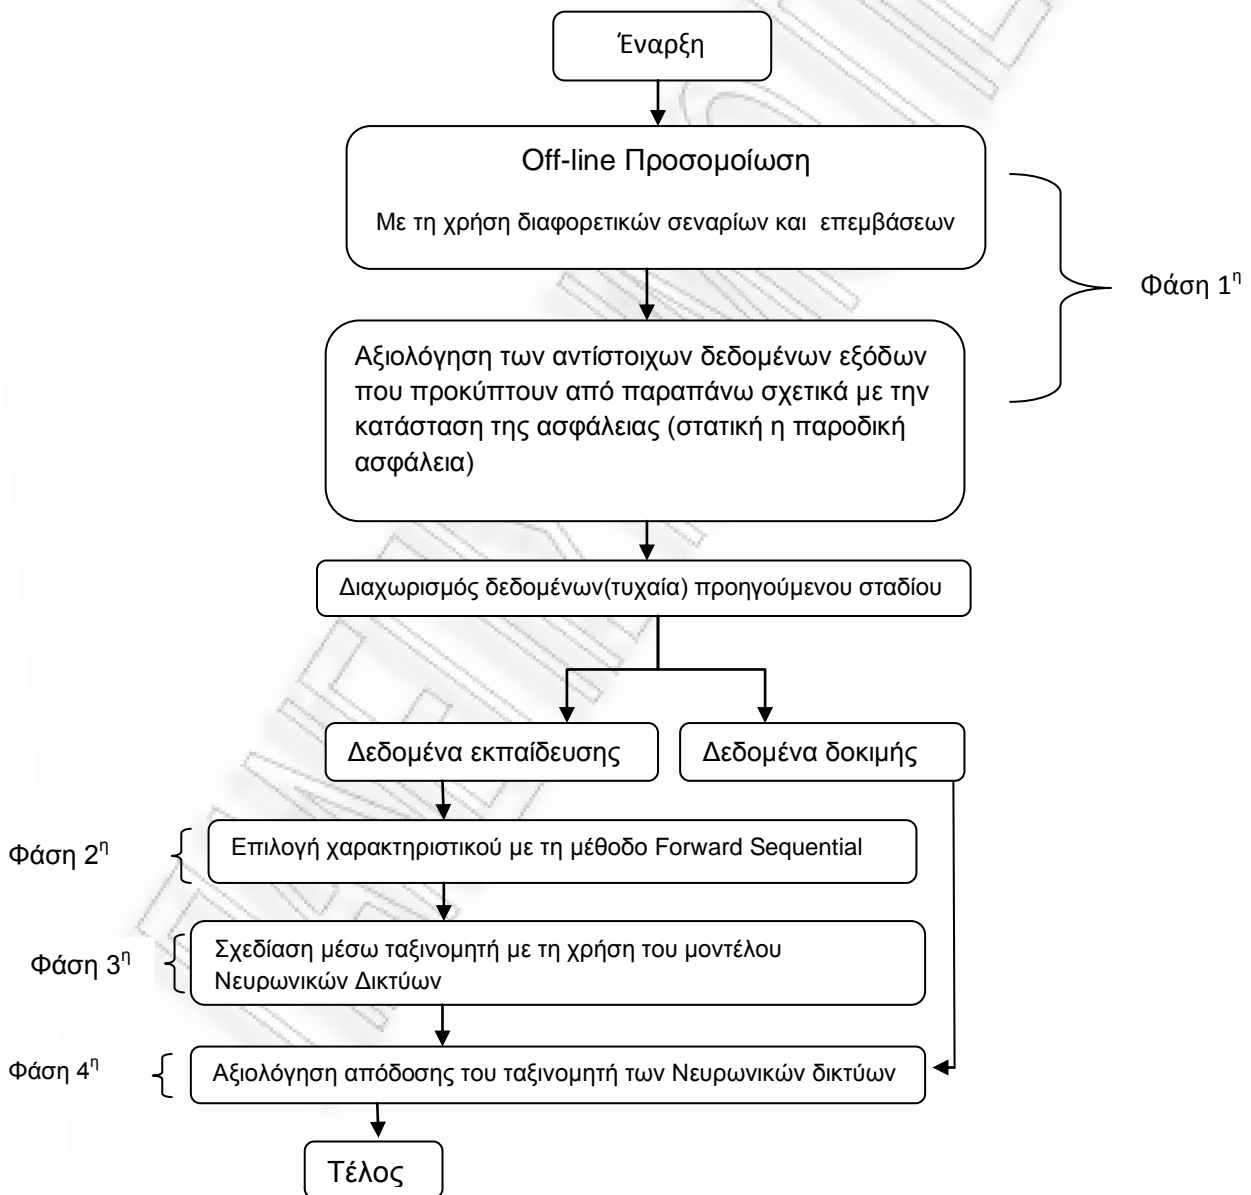 Έναρξη
Off-line Προσομοίωση
Με τη χρήση διαφορετικών σεναρίων και επεμβάσεων
Φάση 1η
Αξιολόγηση των αντίστοιχων δεδομένων εξόδων
που προκύπτουν από παραπάνω σχετικά με την
κατάσταση της ασφάλειας (στατική η παροδική
ασφάλεια)
Διαχωρισμός δεδομένων(τυχαία) προηγούμενου σταδίου
Δεδομένα εκπαίδευσης
Δεδομένα δοκιμής
Φάση 2η
Επιλογή χαρακτηριστικού με τη μέθοδο Forward Sequential
Φάση 3η
Σχεδίαση μέσω ταξινομητή με τη χρήση του μοντέλου
Νευρωνικών Δικτύων
Φάση 4η
Αξιολόγηση απόδοσης του ταξινομητή των Νευρωνικών δικτύων
Τέλος